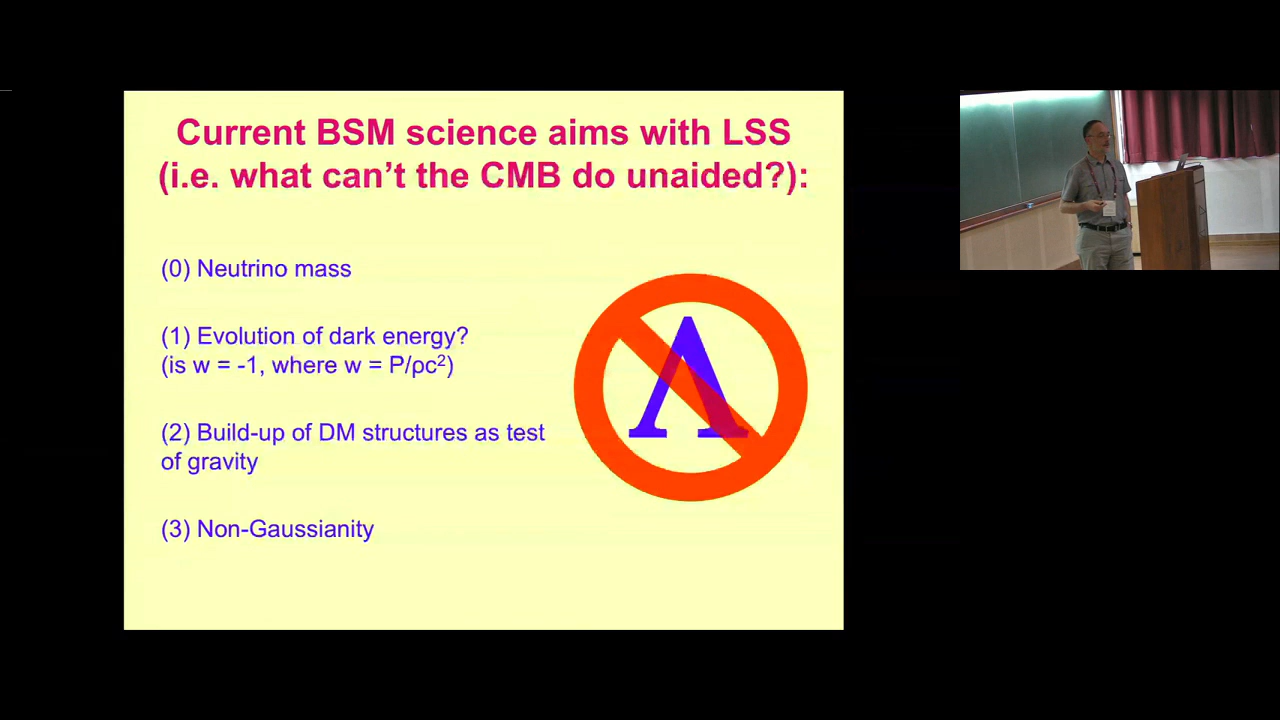 Current BSM science aims with LSS
(i.e. what can't the CMB do unaided?):
(0) Neutrino mass
(1) Evolution of dark energy?
(is w = -1, where w = P/ρc²)
(2) Build-up of DM structures as test
of gravity
(3) Non-Gaussianity
Λ